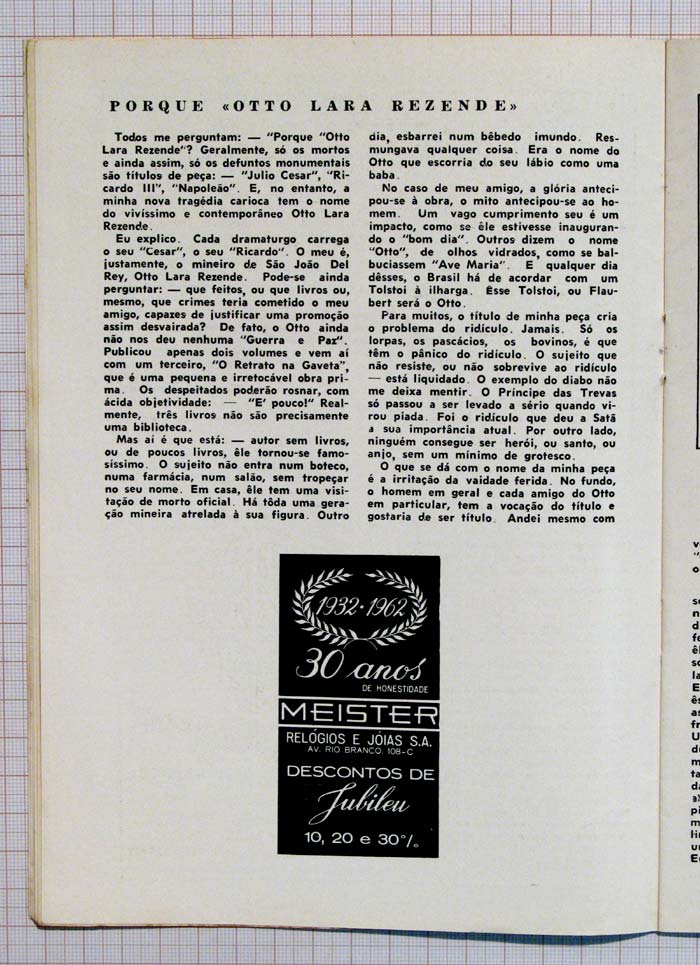 PORQUE «OTTO LARA REZENDE»
Todos me perguntam: — "Porque "Otto
Lara Rezende"? Geralmente, só os mortos
e ainda assim, só os defuntos monumentais
são títulos de peça: — "Julio Cesar", "Ri-
cardo III", "Napoleão". E, no entanto, a
minha nova tragédia carioca tem o nome
do vivíssimo e contemporâneo Otto Lara
Rezende.
Eu explico. Cada dramaturgo carrega
o seu "Cesar", o seu "Ricardo". O meu é,
justamente, o mineiro de São João Del
Rey, Otto Lara Rezende. Pode-se ainda
perguntar: — que feitos, ou que livros ou,
mesmo, que crimes teria cometido o meu
amigo, capazes de justificar uma promoção
assim desvairada? De fato, o Otto ainda
não nos deu nenhuma "Guerra e Paz".
Publicou apenas dois volumes e vem aí
com um terceiro, "O Retrato na Gaveta",
que é uma pequena e irretocável obra pri-
ma. Os despeitados poderão rosnar, com
ácida objetividade: — "E' pouco!" Real-
mente, três livros não são precisamente
uma biblioteca.
Mas aí é que está: — autor sem livros,
ou de poucos livros, êle tornou-se famo-
síssimo. O sujeito não entra num boteco,
numa farmácia, num salão, sem tropeçar
no seu nome. Em casa, êle tem uma visi-
tação de morto oficial. Há tôda uma gera-
ção mineira atrelada à sua figura. Outro
dia, esbarrei num bêbedo imundo. Res-
mungava qualquer coisa. Era o nome do
Otto que escorria do seu lábio como uma
baba.
No caso de meu amigo, a glória anteci-
pou-se à obra, o mito antecipou-se ao ho-
mem. Um vago cumprimento seu é um
impacto, como se êle estivesse inauguran-
do o "bom dia". Outros dizem o nome
"Otto", de olhos vidrados, como se bal-
buciassem "Ave Maria". E qualquer dia
dêsses, o Brasil há de acordar com um
Tolstoi à ilharga. Êsse Tolstoi, ou Flau-
bert será o Otto.
Para muitos, o título de minha peça cria
o problema do ridículo. Jamais. Só os
lorpas, os pascácios, os bovinos, é que
têm o pânico do ridículo. O sujeito que
não resiste, ou não sobrevive ao ridículo
— está liquidado. O exemplo do diabo não
me deixa mentir. O Príncipe das Trevas
só passou a ser levado a sério quando vi-
rou piada. Foi o ridículo que deu a Satã
a sua importância atual. Por outro lado,
ninguém consegue ser herói, ou santo, ou
anjo, sem um mínimo de grotesco.
O que se dá com o nome da minha peça
é a irritação da vaidade ferida. No fundo,
o homem em geral e cada amigo do Otto
em particular, tem a vocação do título e
gostaria de ser título. Andei mesmo com
1932·1962
30 anos
DE HONESTIDADE
MEISTER
RELÓGIOS E JÓIAS S.A.
AV. RIO BRANCO, 108-C
DESCONTOS DE
Jubileu
10, 20 e 30%